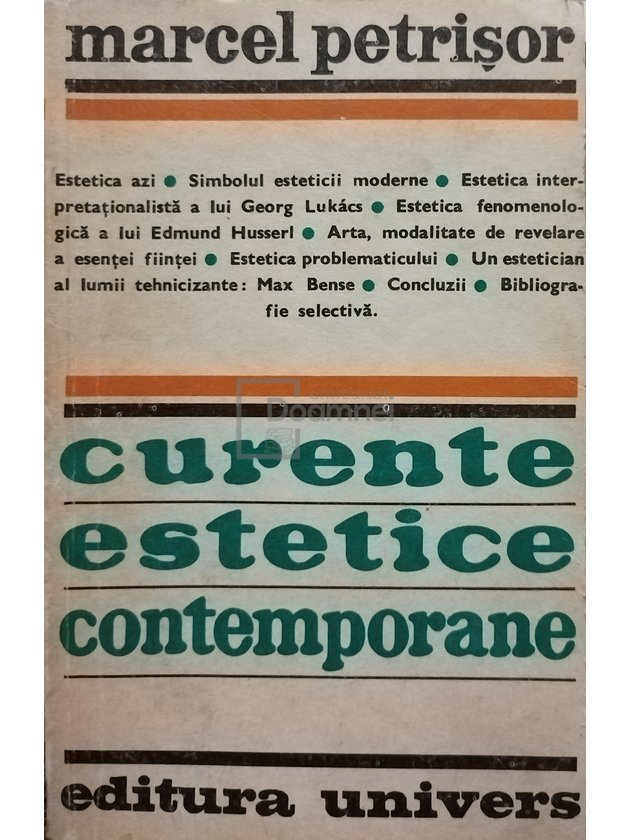 marcel petrișor
Estetica azi ● Simbolul esteticii moderne ● Estetica inter-
pretaționalistă a lui Georg Lukács ● Estetica fenomenolo-
gică a lui Edmund Husserl ● Arta, modalitate de revelare
a esenței ființei ● Estetica problematicului ● Un estetician
al lumii tehnicizante: Max Bense ● Concluzii ● Bibliogra-
fie selectivă.
Doamnei
curente
estetice
contemporane
editura univers